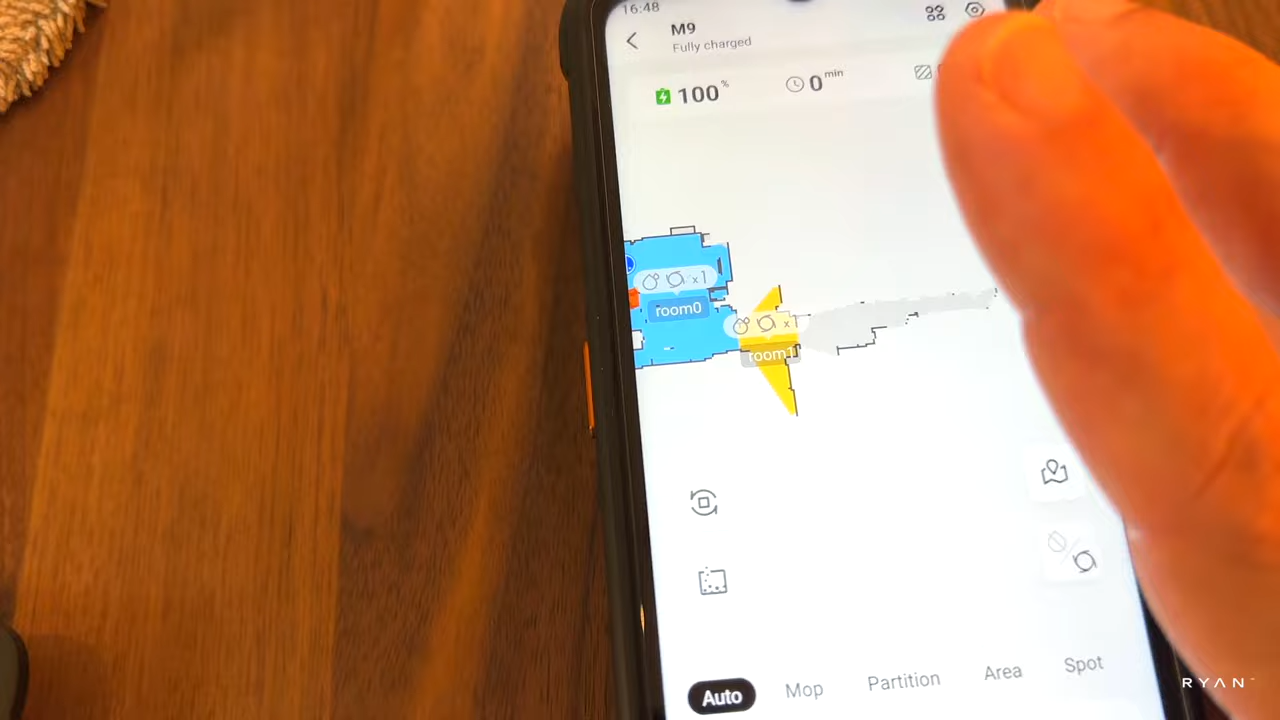 16:48
M9
Fully charged
100 %
0 min
x1
room0
x1
room1
Auto
Mop
Partition
Area
Spot
RYAN